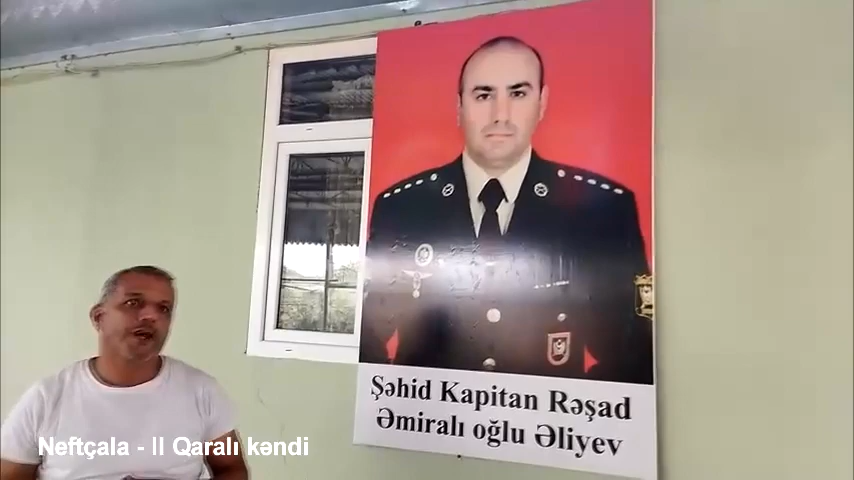 Şəhid Kapitan Rəşad
Əmiralı oğlu Əliyev
Neftçala - II Qaralı kəndi